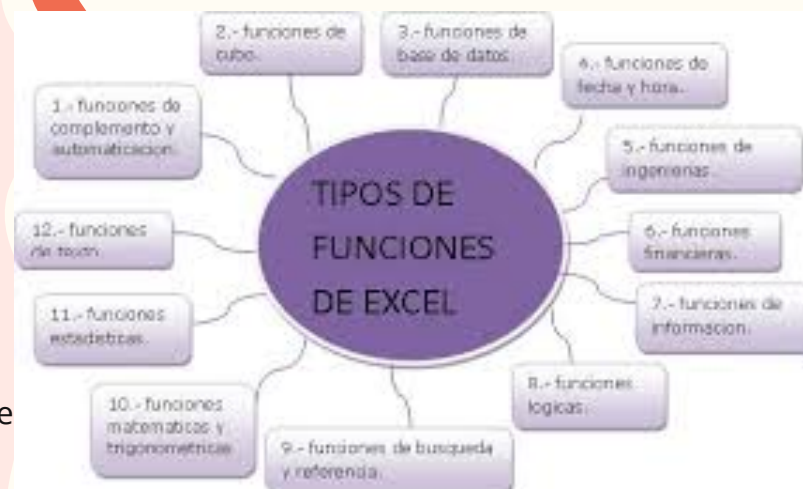 TIPOS DE
FUNCIONES
DE EXCEL
1.- funciones de
complemento y
automaticacion.
2.- funciones de
cubo.
3.- funciones de
base de datos.
4.- funciones de
fecha y hora.
5.- funciones de
ingenierias.
6.- funciones
financieras.
7.- funciones de
informacion.
8.- funciones
logicas.
9.- funciones de busqueda
y referencia.
10.- funciones
matematicas y
trigonometricas
11.- funciones
estadisticas.
12.- funciones
de texto.
e